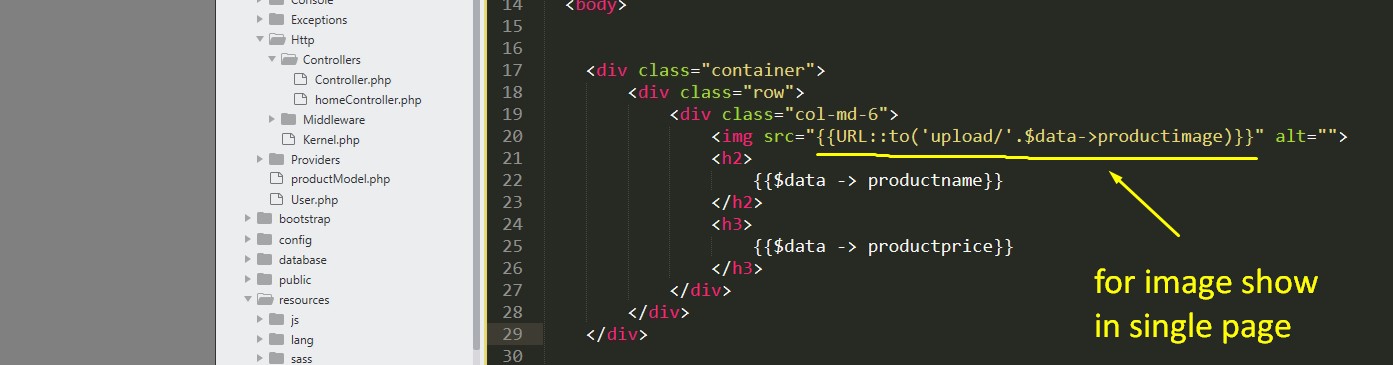 Console
Exceptions
Http
Controllers
Controller.php
homeController.php
Middleware
Kernel.php
Providers
productModel.php
User.php
bootstrap
config
database
public
resources
js
lang
sass
14 <body>
15
16
17 <div class="container">
18 <div class="row">
19 <div class="col-md-6">
20 <img src="{{URL::to('upload/'.$data->productimage)}}" alt="">
21 <h2>
22 {{$data -> productname}}
23 </h2>
24 <h3>
25 {{$data -> productprice}}
26 </h3>
27 </div>
28 </div>
29 </div>
30
for image show
in single page